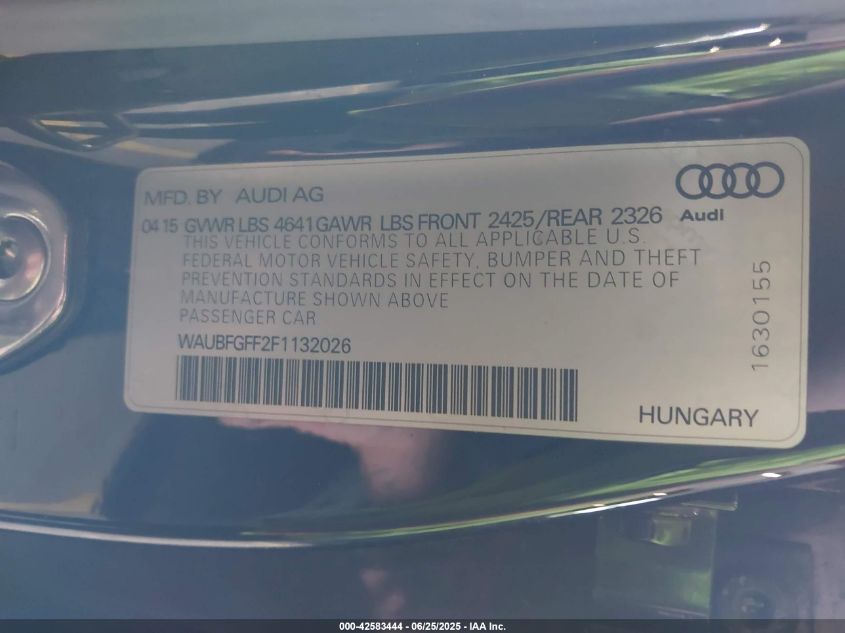 MFD. BY AUDI AG
Audi
04 15 GVWR LBS 4641 GAWR LBS FRONT 2425/REAR 2326
THIS VEHICLE CONFORMS TO ALL APPLICABLE U.S.
FEDERAL MOTOR VEHICLE SAFETY, BUMPER AND THEFT
PREVENTION STANDARDS IN EFFECT ON THE DATE OF
MANUFACTURE SHOWN ABOVE
PASSENGER CAR
WAUBFGFF2F1132026
1630155
HUNGARY
000-42583444 - 06/25/2025 - IAA Inc.